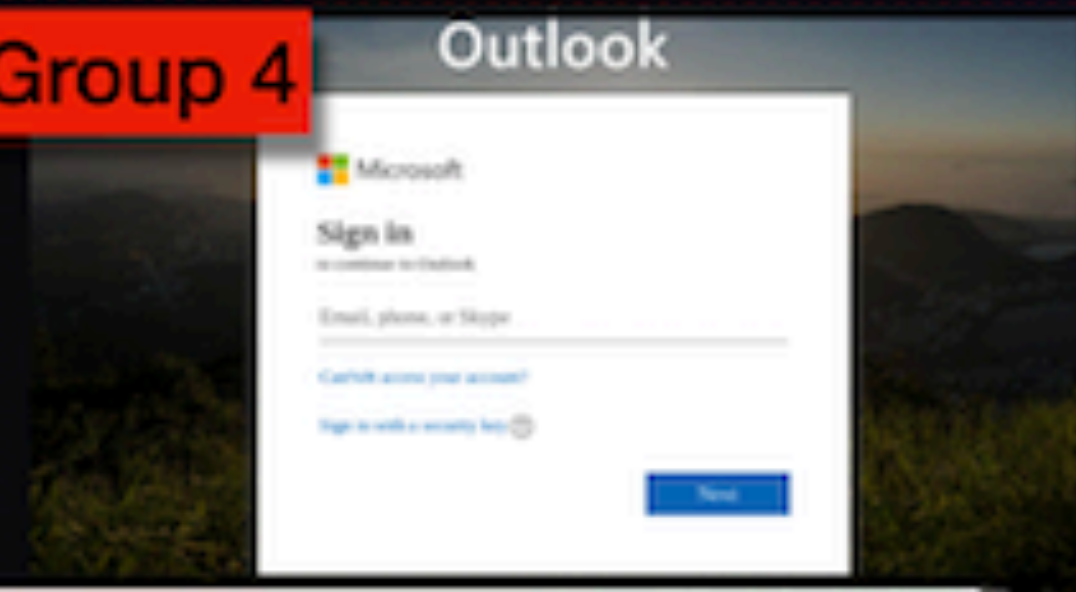 Group 4
Outlook
Microsoft
Sign in
to continue to Outlook
Email, phone, or Skype
access your account?
Sign in with a security key
Next